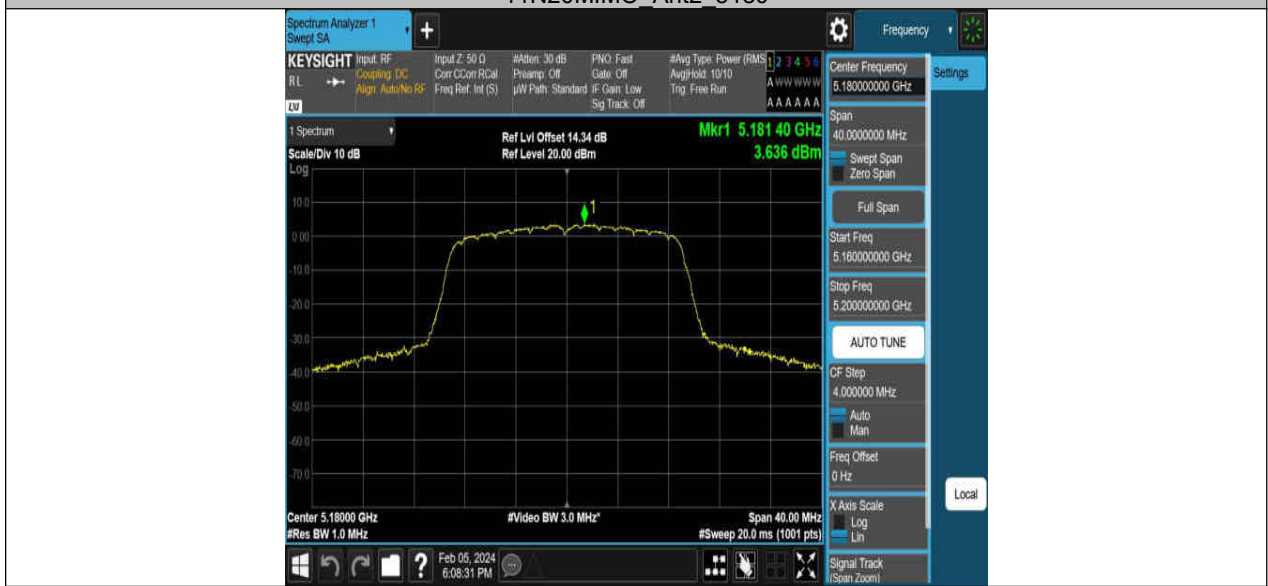 11N20MIMO_Ant2_5180
Spectrum Analyzer 1
Swept SA
+
Frequency
KEYSIGHT
RL
LXI
Input: RF
Coupling: DC
Align: Auto/No RF
Input Z: 50 Ω
Corr CCorr RCal
Freq Ref: Int (S)
#Atten: 30 dB
Preamp: Off
µW Path: Standard
PNO: Fast
Gate: Off
IF Gain: Low
Sig Track: Off
#Avg Type: Power (RMS
Avg|Hold: 10/10
Trig: Free Run
1 2 3 4 5 6
A W W W W W
A A A A A A
Center Frequency
5.180000000 GHz
Settings
Span
40.0000000 MHz
Swept Span
Zero Span
Full Span
Start Freq
5.160000000 GHz
Stop Freq
5.200000000 GHz
AUTO TUNE
CF Step
4.000000 MHz
Auto
Man
Freq Offset
0 Hz
X Axis Scale
Log
Lin
Signal Track
(Span Zoom)
Local
1 Spectrum
Scale/Div 10 dB
Log
Ref Lvl Offset 14.34 dB
Ref Level 20.00 dBm
Mkr1 5.181 40 GHz
3.636 dBm
1
10.0
0.00
-10.0
-20.0
-30.0
-40.0
-50.0
-60.0
-70.0
Center 5.18000 GHz
#Res BW 1.0 MHz
#Video BW 3.0 MHz*
Span 40.00 MHz
#Sweep 20.0 ms (1001 pts)
?
Feb 05, 2024
6:08:31 PM